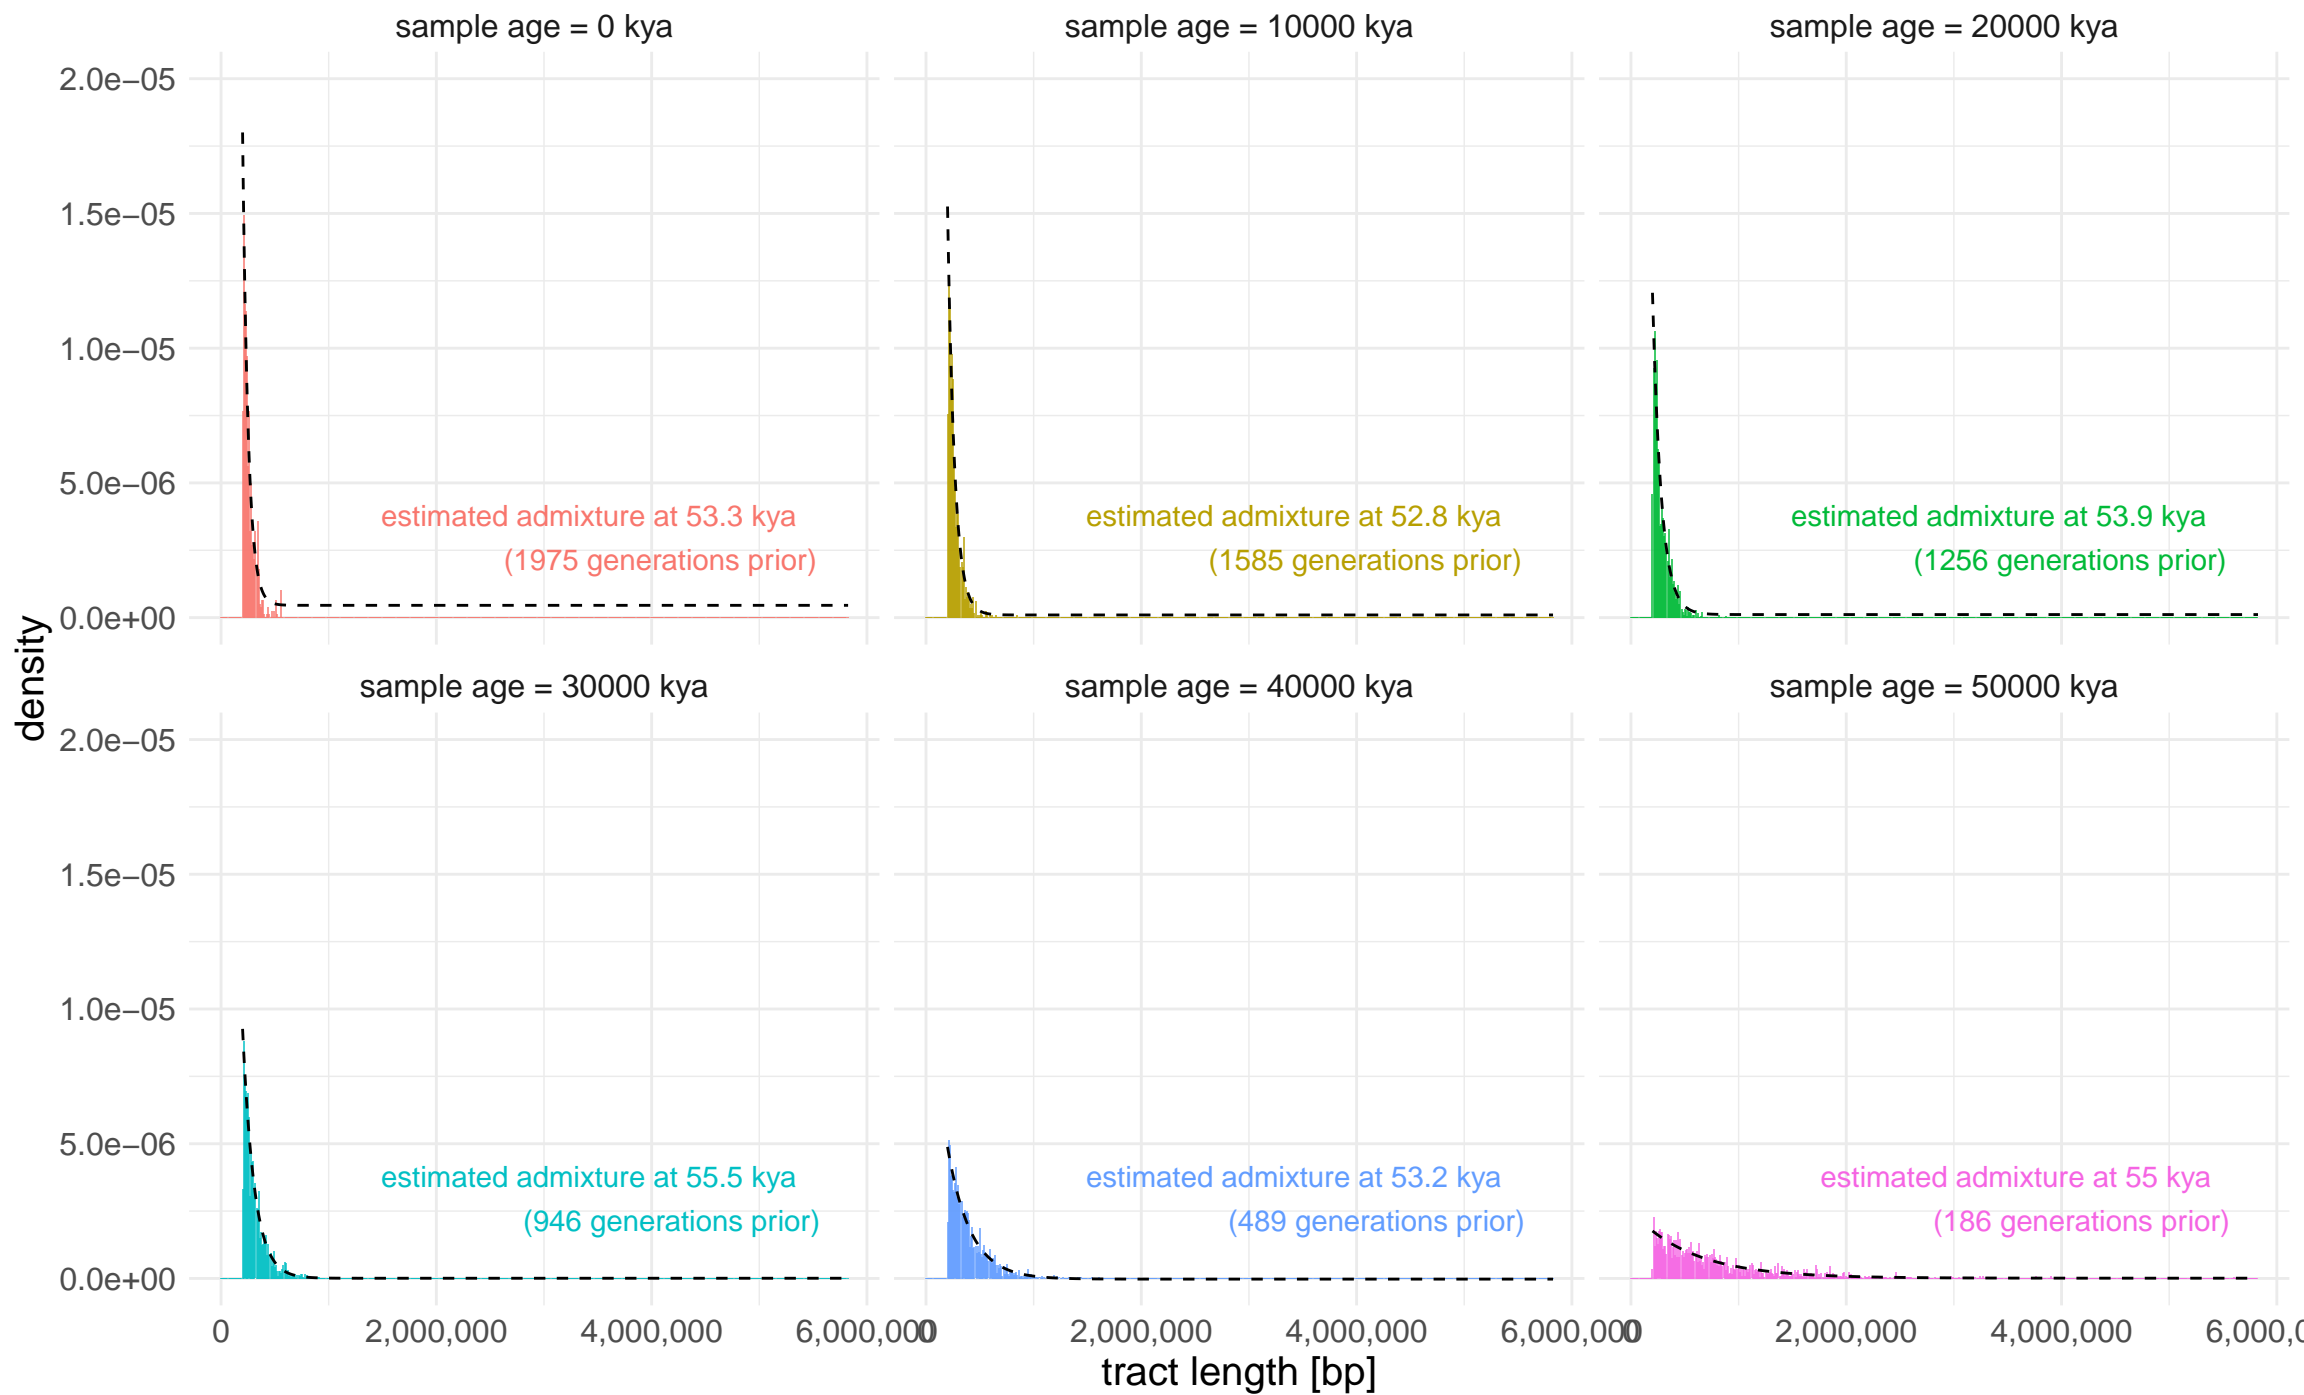 sample age = 0 kya
sample age = 10000 kya
sample age = 20000 kya
2.0e−05
1.5e−05
1.0e−05
5.0e−06
0.0e+00
estimated admixture at 53.3 kya
(1975 generations prior)
estimated admixture at 52.8 kya
(1585 generations prior)
estimated admixture at 53.9 kya
(1256 generations prior)
density
sample age = 30000 kya
sample age = 40000 kya
sample age = 50000 kya
2.0e−05
1.5e−05
1.0e−05
5.0e−06
0.0e+00
estimated admixture at 55.5 kya
(946 generations prior)
estimated admixture at 53.2 kya
(489 generations prior)
estimated admixture at 55 kya
(186 generations prior)
0 2,000,000 4,000,000 6,000,000
0 2,000,000 4,000,000 6,000,000
0 2,000,000 4,000,000
tract length [bp]